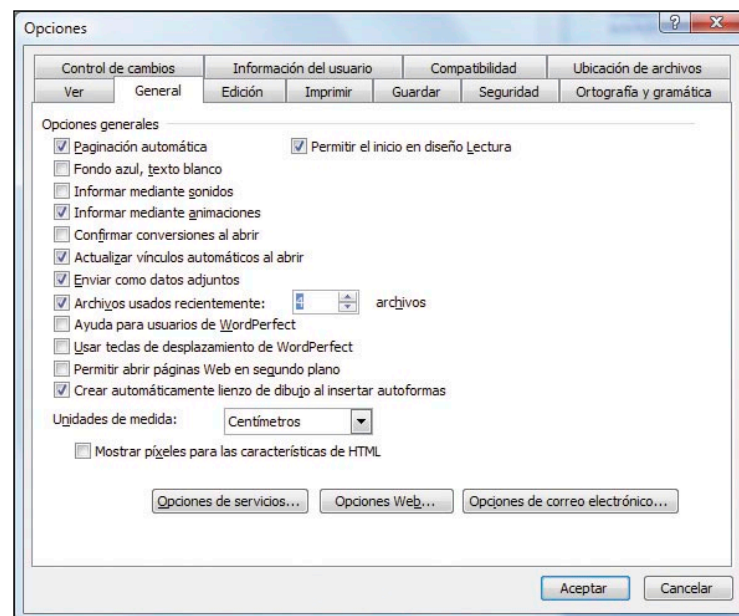 Opciones
Control de cambios Información del usuario Compatibilidad Ubicación de archivos
Ver General Edición Imprimir Guardar Seguridad Ortografía y gramática
Opciones generales
Paginación automática Permitir el inicio en diseño Lectura
Fondo azul, texto blanco
Informar mediante sonidos
Informar mediante animaciones
Confirmar conversiones al abrir
Actualizar vínculos automáticos al abrir
Enviar como datos adjuntos
Archivos usados recientemente: 4 archivos
Ayuda para usuarios de WordPerfect
Usar teclas de desplazamiento de WordPerfect
Permitir abrir páginas Web en segundo plano
Crear automáticamente lienzo de dibujo al insertar autoformas
Unidades de medida: Centímetros
Mostrar píxeles para las características de HTML
Opciones de servicios... Opciones Web... Opciones de correo electrónico...
Aceptar Cancelar